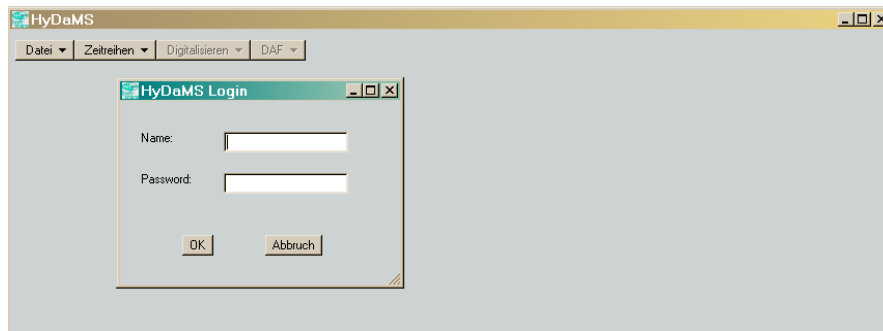 HyDaMS
Datei Zeitreihen Digitalisieren DAF
HyDaMS Login
Name:
Password:
OK Abbruch